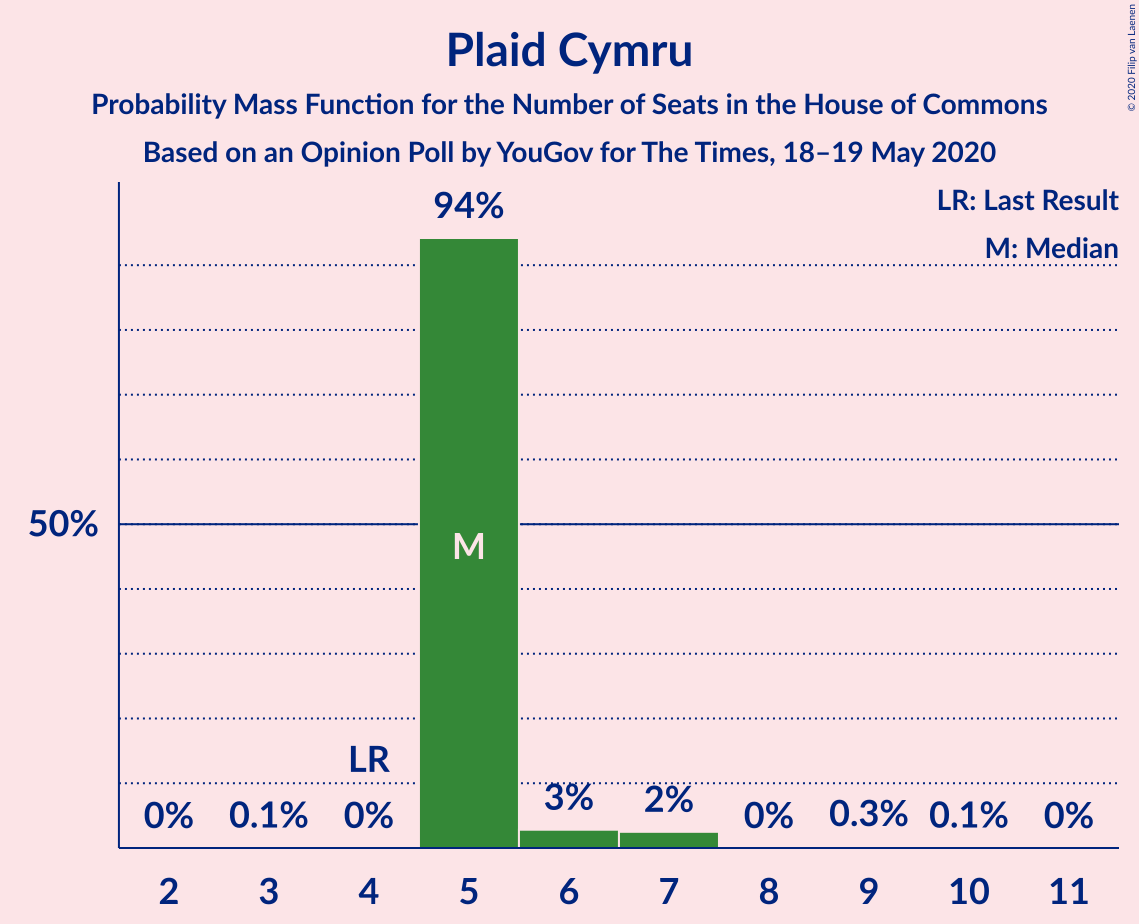 © 2020 Filip van Laenen
Plaid Cymru
Probability Mass Function for the Number of Seats in the House of Commons
Based on an Opinion Poll by YouGov for The Times, 18–19 May 2020
LR: Last Result
M: Median
94%
50%
M
LR
0% 0.1% 0% 3% 2% 0% 0.3% 0.1% 0%
2 3 4 5 6 7 8 9 10 11